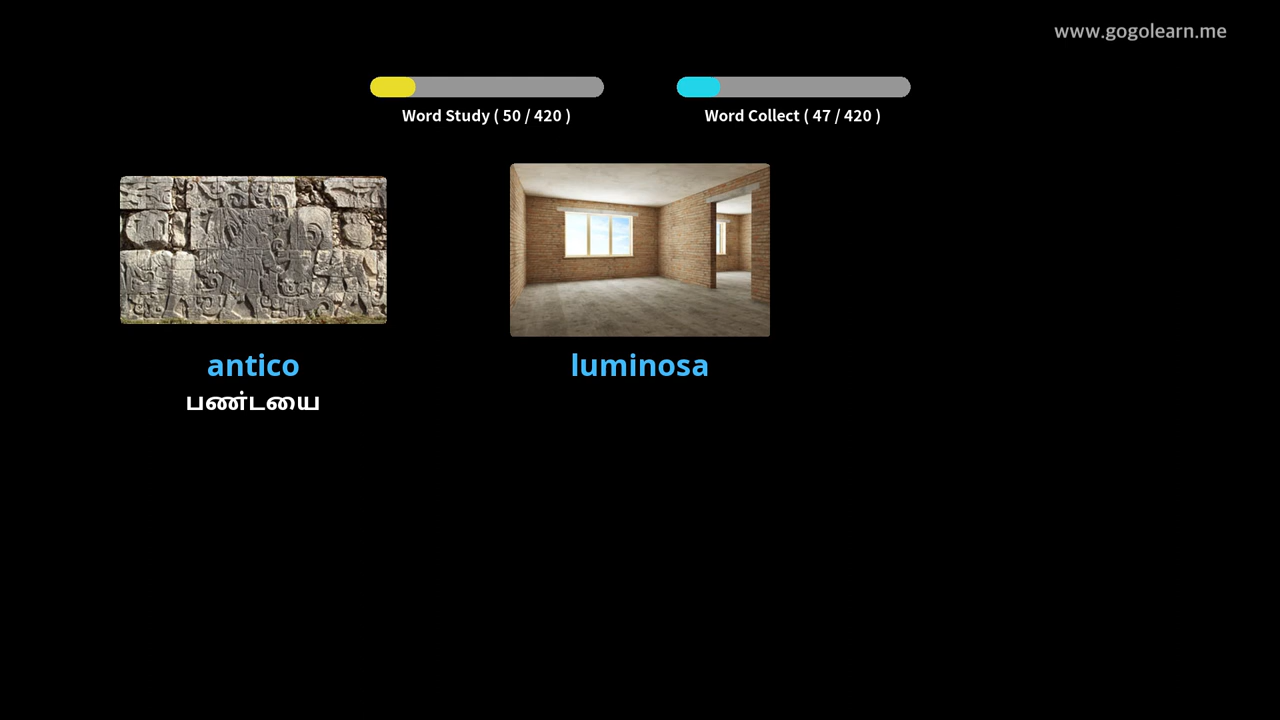 www.gogolearn.me
Word Study ( 50 / 420 )
Word Collect ( 47 / 420 )
antico
பண்டயை
luminosa